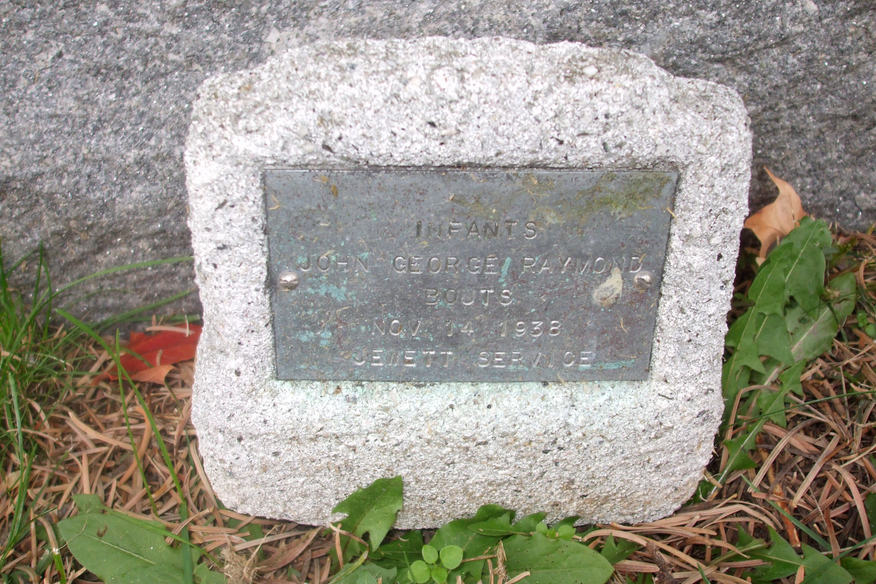 INFANTS
JOHN GEORGE RAYMOND
BOUTS
NOV. 14 1938
JEWETT SERVICE